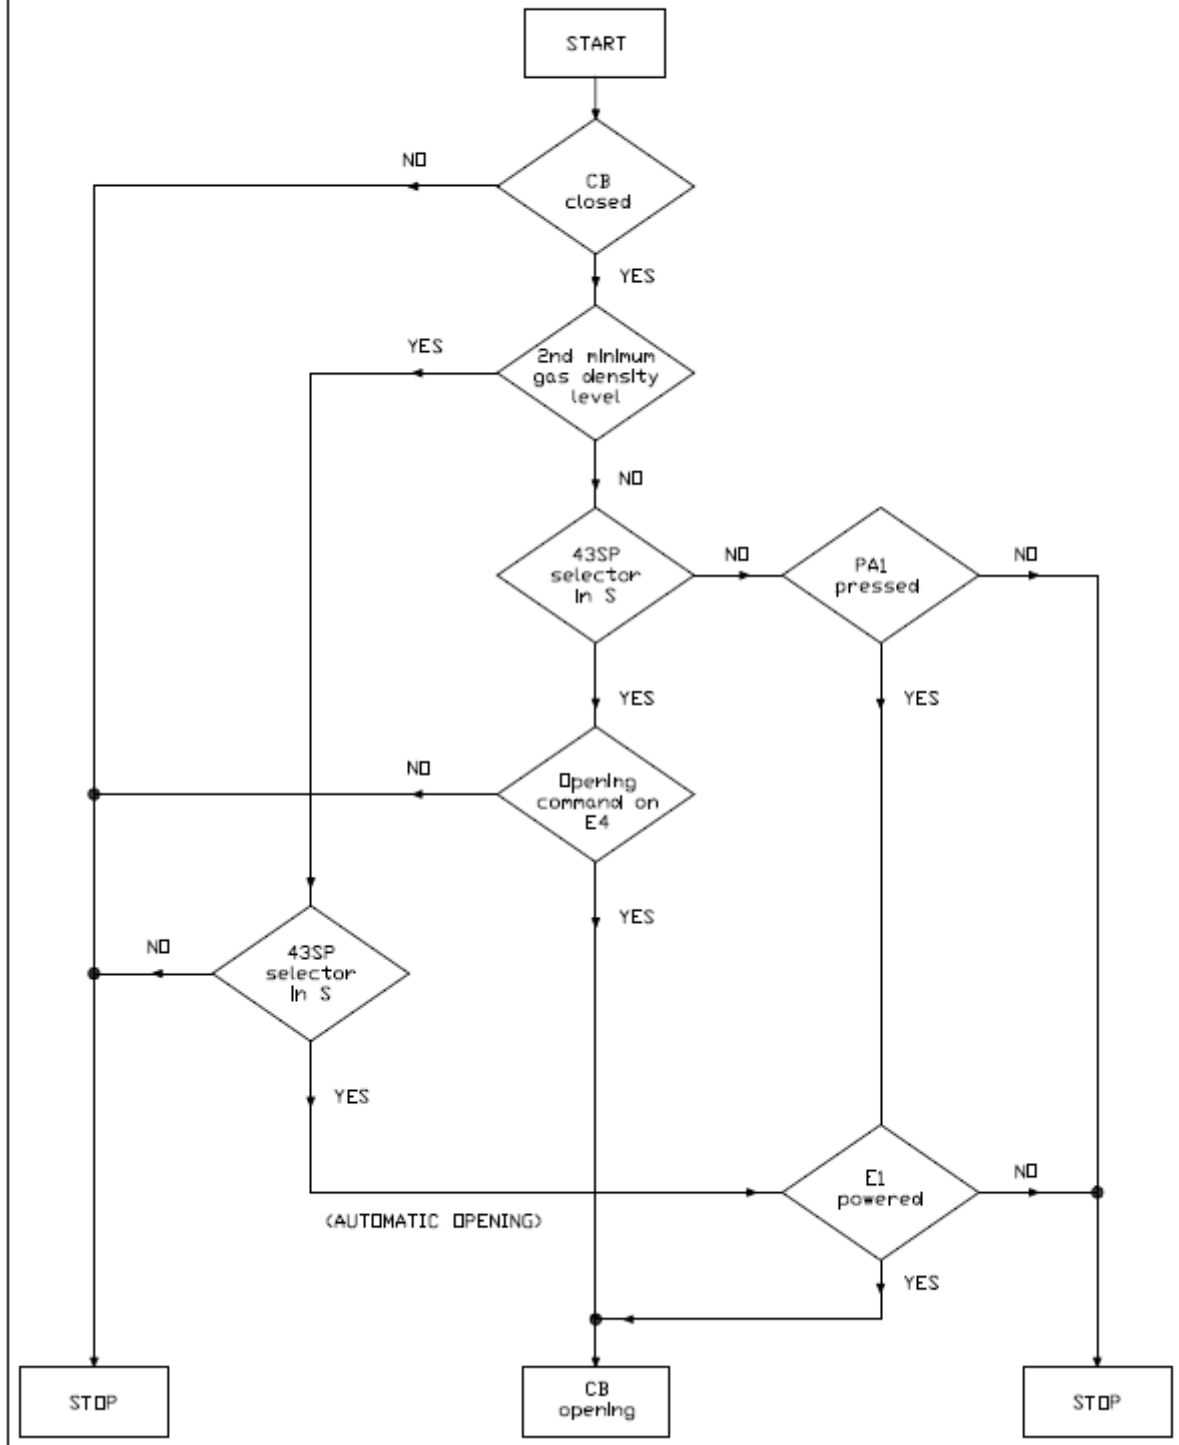 START
NO
CB
closed
YES
YES
2nd minimum
gas density
level
NO
43SP
selector
in S
NO
PA1
pressed
NO
YES
YES
NO
Opening
command on
E4
YES
NO
43SP
selector
in S
YES
E1
powered
NO
(AUTOMATIC OPENING)
YES
STOP
CB
opening
STOP